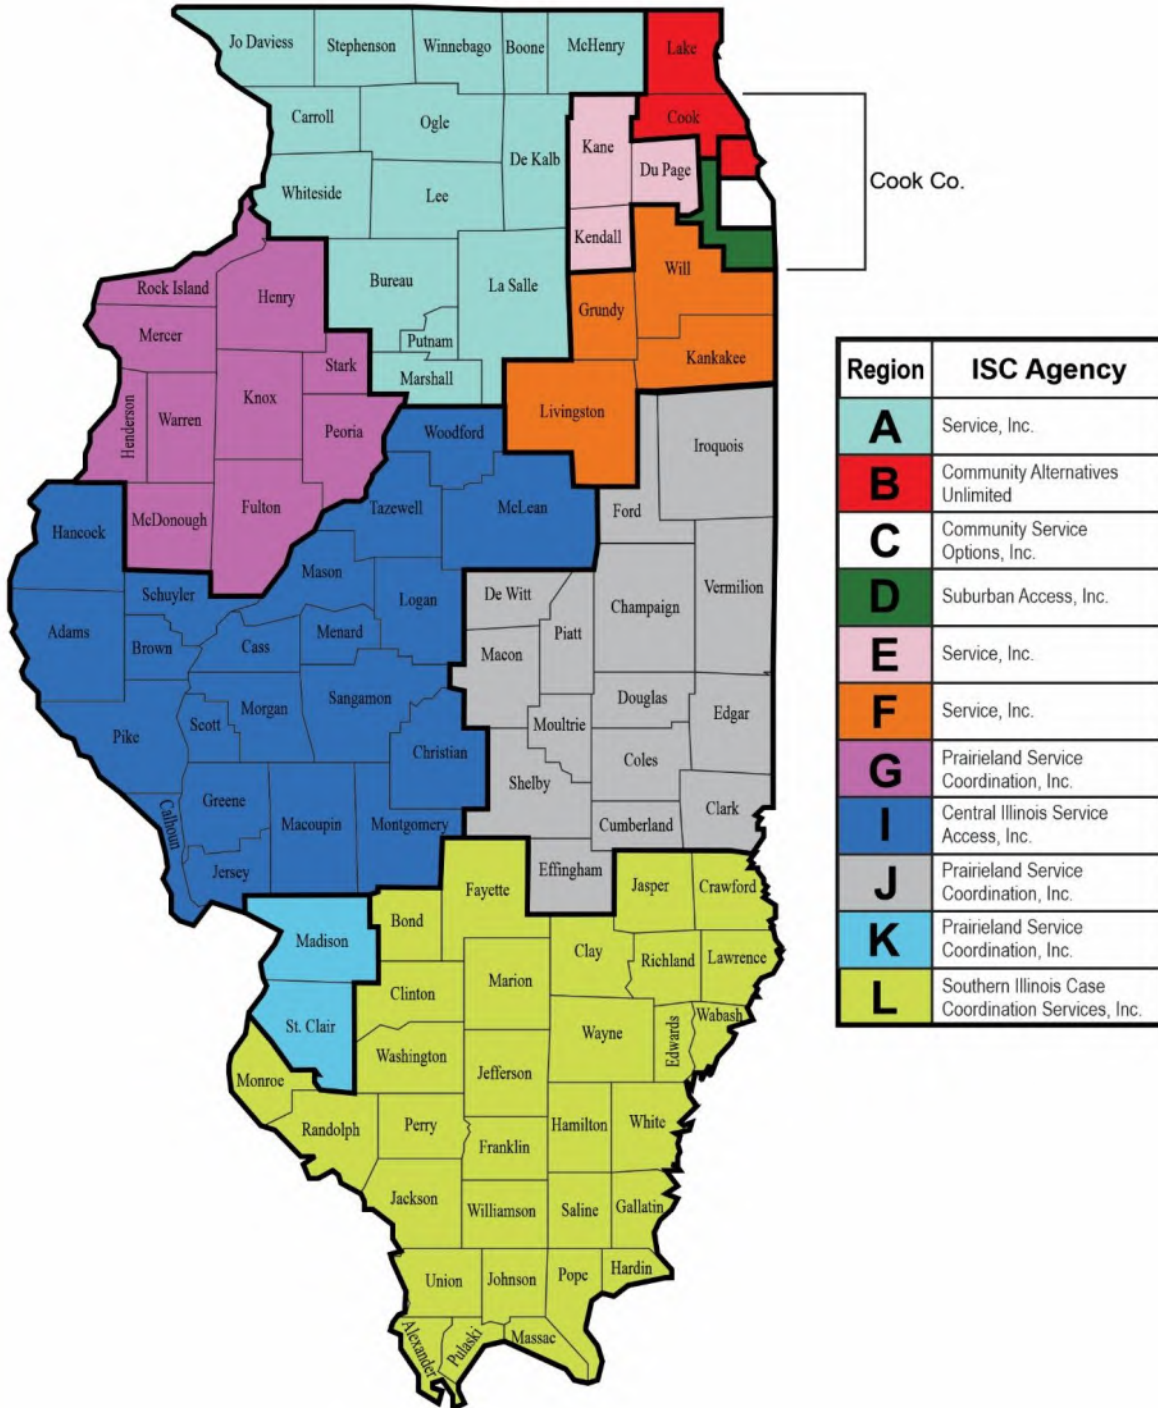 Jo Daviess
Stephenson
Winnebago
Boone
McHenry
Lake
Carroll
Ogle
De Kalb
Kane
Cook
Du Page
Cook Co.
Whiteside
Lee
Kendall
Rock Island
Henry
Bureau
La Salle
Will
Putnam
Grundy
Mercer
Stark
Marshall
Kankakee
Henderson
Warren
Knox
Peoria
Woodford
Livingston
Iroquois
Hancock
McDonough
Fulton
Tazewell
McLean
Ford
Schuyler
Mason
Logan
De Witt
Champaign
Vermilion
Adams
Brown
Cass
Menard
Macon
Piatt
Pike
Scott
Morgan
Sangamon
Christian
Moultrie
Douglas
Edgar
Calhoun
Greene
Macoupin
Montgomery
Shelby
Coles
Clark
Jersey
Cumberland
Effingham
Madison
Bond
Fayette
Jasper
Crawford
St. Clair
Clinton
Marion
Clay
Richland
Lawrence
Monroe
Washington
Jefferson
Wayne
Edwards
Wabash
Randolph
Perry
Franklin
Hamilton
White
Jackson
Williamson
Saline
Gallatin
Union
Johnson
Pope
Hardin
Alexander
Pulaski
Massac
Region ISC Agency
A Service, Inc.
B Community Alternatives
Unlimited
C Community Service
Options, Inc.
D Suburban Access, Inc.
E Service, Inc.
F Service, Inc.
G Prairieland Service
Coordination, Inc.
I Central Illinois Service
Access, Inc.
J Prairieland Service
Coordination, Inc.
K Prairieland Service
Coordination, Inc.
L Southern Illinois Case
Coordination Services, Inc.